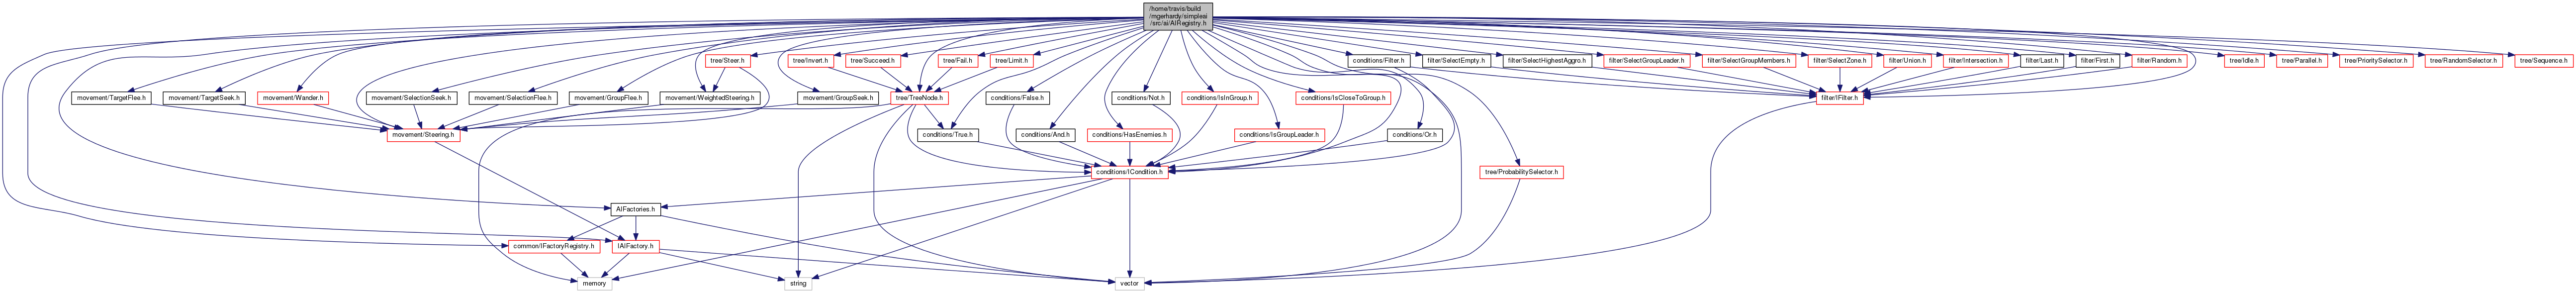 /home/travis/build
/mgerhardy/simpleai
/src/ai/AIRegistry.h
tree/Steer.h
tree/Invert.h
tree/Succeed.h
tree/Fail.h
tree/Limit.h
conditions/Filter.h
filter/SelectEmpty.h
filter/SelectHighestAggro.h
filter/SelectGroupLeader.h
filter/SelectGroupMembers.h
filter/SelectZone.h
filter/Union.h
filter/Intersection.h
filter/Last.h
filter/First.h
filter/Random.h
tree/Idle.h
tree/Parallel.h
tree/PrioritySelector.h
tree/RandomSelector.h
tree/Sequence.h
movement/TargetFlee.h
movement/TargetSeek.h
movement/Wander.h
movement/SelectionSeek.h
movement/SelectionFlee.h
movement/GroupFlee.h
movement/WeightedSteering.h
movement/GroupSeek.h
tree/TreeNode.h
conditions/False.h
conditions/Not.h
conditions/IsInGroup.h
conditions/IsCloseToGroup.h
filter/IFilter.h
movement/Steering.h
conditions/True.h
conditions/And.h
conditions/HasEnemies.h
conditions/IsGroupLeader.h
conditions/Or.h
conditions/ICondition.h
tree/ProbabilitySelector.h
AIFactories.h
common/IFactoryRegistry.h
IAIFactory.h
memory
string
vector